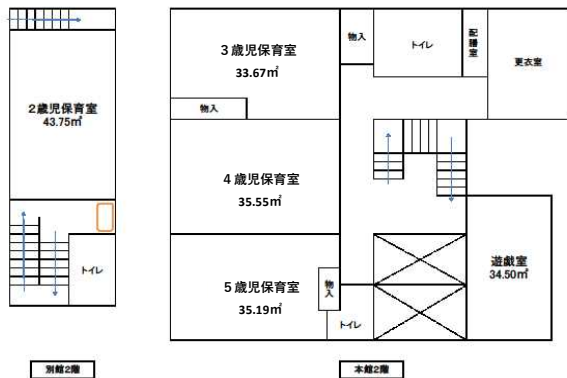 2歳児保育室
43.75㎡
トイレ
別館2階
3歳児保育室
33.67㎡
物入
物入
トイレ
配膳室
更衣室
4歳児保育室
35.55㎡
5歳児保育室
35.19㎡
物入
トイレ
遊戯室
34.50㎡
本館2階